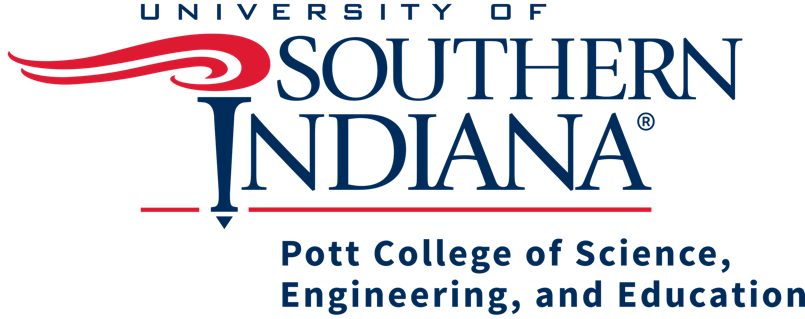 UNIVERSITY OF
SOUTHERN
INDIANA®
Pott College of Science,
Engineering, and Education